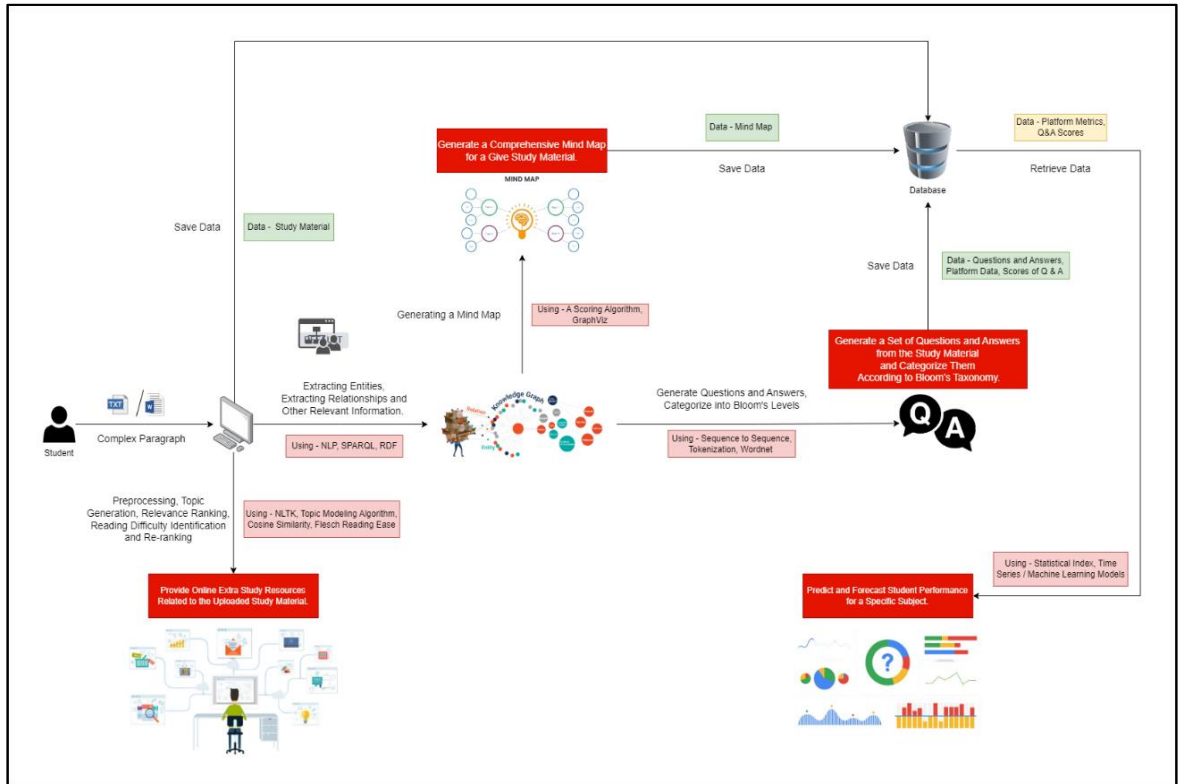 Data - Mind Map
Data - Platform Metrics,
Q&A Scores
Generate a Comprehensive Mind Map
for a Give Study Material.
Save Data
Retrieve Data
MIND MAP
Database
Save Data
Data - Study Material
Save Data
Data - Questions and Answers,
Platform Data, Scores of Q & A
Generating a Mind Map
Using - A Scoring Algorithm,
GraphViz
Generate a Set of Questions and Answers
from the Study Material
and Categorize Them
According to Bloom's Taxonomy.
Extracting Entities,
Extracting Relationships and
Other Relevant Information.
Generate Questions and Answers,
Categorize into Bloom's Levels
TXT
W
Knowledge Graph
Relation
Entity
Q
A
Complex Paragraph
Student
Using - NLP, SPARQL, RDF
Using - Sequence to Sequence,
Tokenization, Wordnet
Preprocessing, Topic
Generation, Relevance Ranking,
Reading Difficulty Identification
and Re-ranking
Using - NLTK, Topic Modeling Algorithm,
Cosine Similarity, Flesch Reading Ease
Using - Statistical Index, Time
Series / Machine Learning Models
Provide Online Extra Study Resources
Related to the Uploaded Study Material.
Predict and Forecast Student Performance
for a Specific Subject.
?